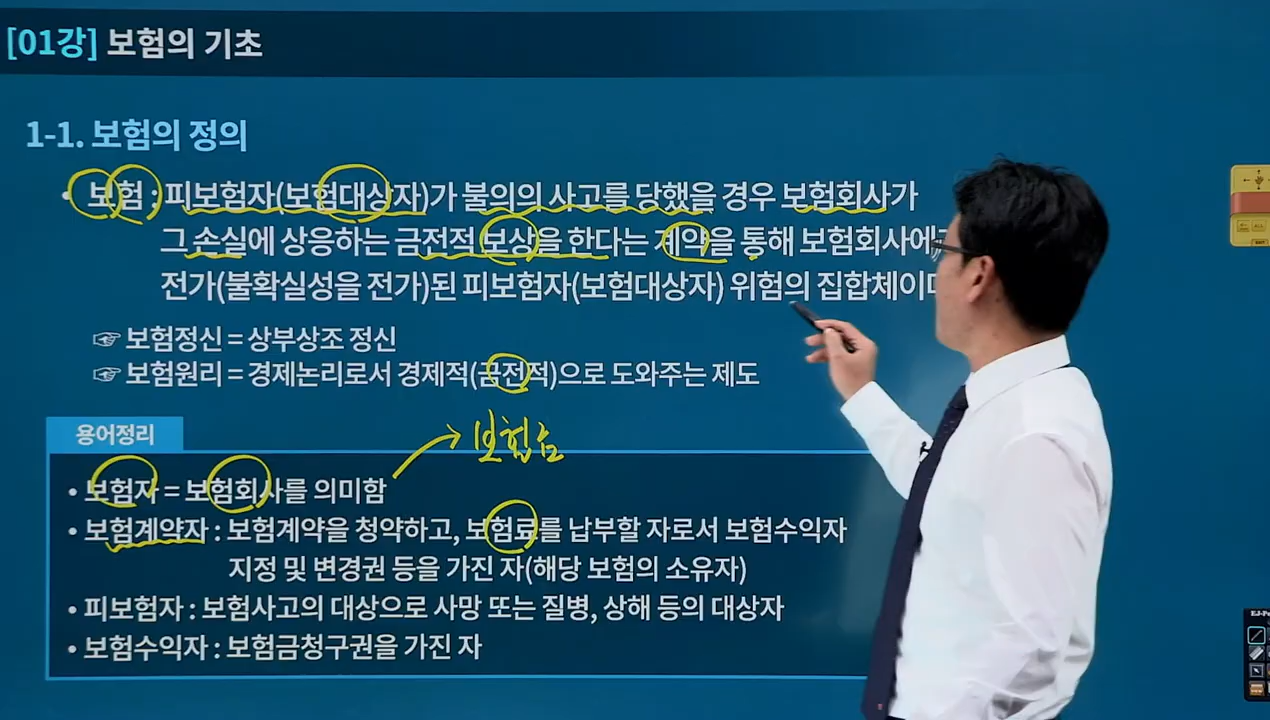 [01강] 보험의 기초
1-1. 보험의 정의
• 보험 : 피보험자(보험대상자)가 불의의 사고를 당했을 경우 보험회사가
그 손실에 상응하는 금전적 보상을 한다는 계약을 통해 보험회사에게
전가(불확실성을 전가)된 피보험자(보험대상자) 위험의 집합체이다
☞ 보험정신 = 상부상조 정신
☞ 보험원리 = 경제논리로서 경제적(금전적)으로 도와주는 제도
용어정리
보험금
• 보험자 = 보험회사를 의미함
• 보험계약자 : 보험계약을 청약하고, 보험료를 납부할 자로서 보험수익자
지정 및 변경권 등을 가진 자(해당 보험의 소유자)
• 피보험자 : 보험사고의 대상으로 사망 또는 질병, 상해 등의 대상자
• 보험수익자 : 보험금청구권을 가진 자